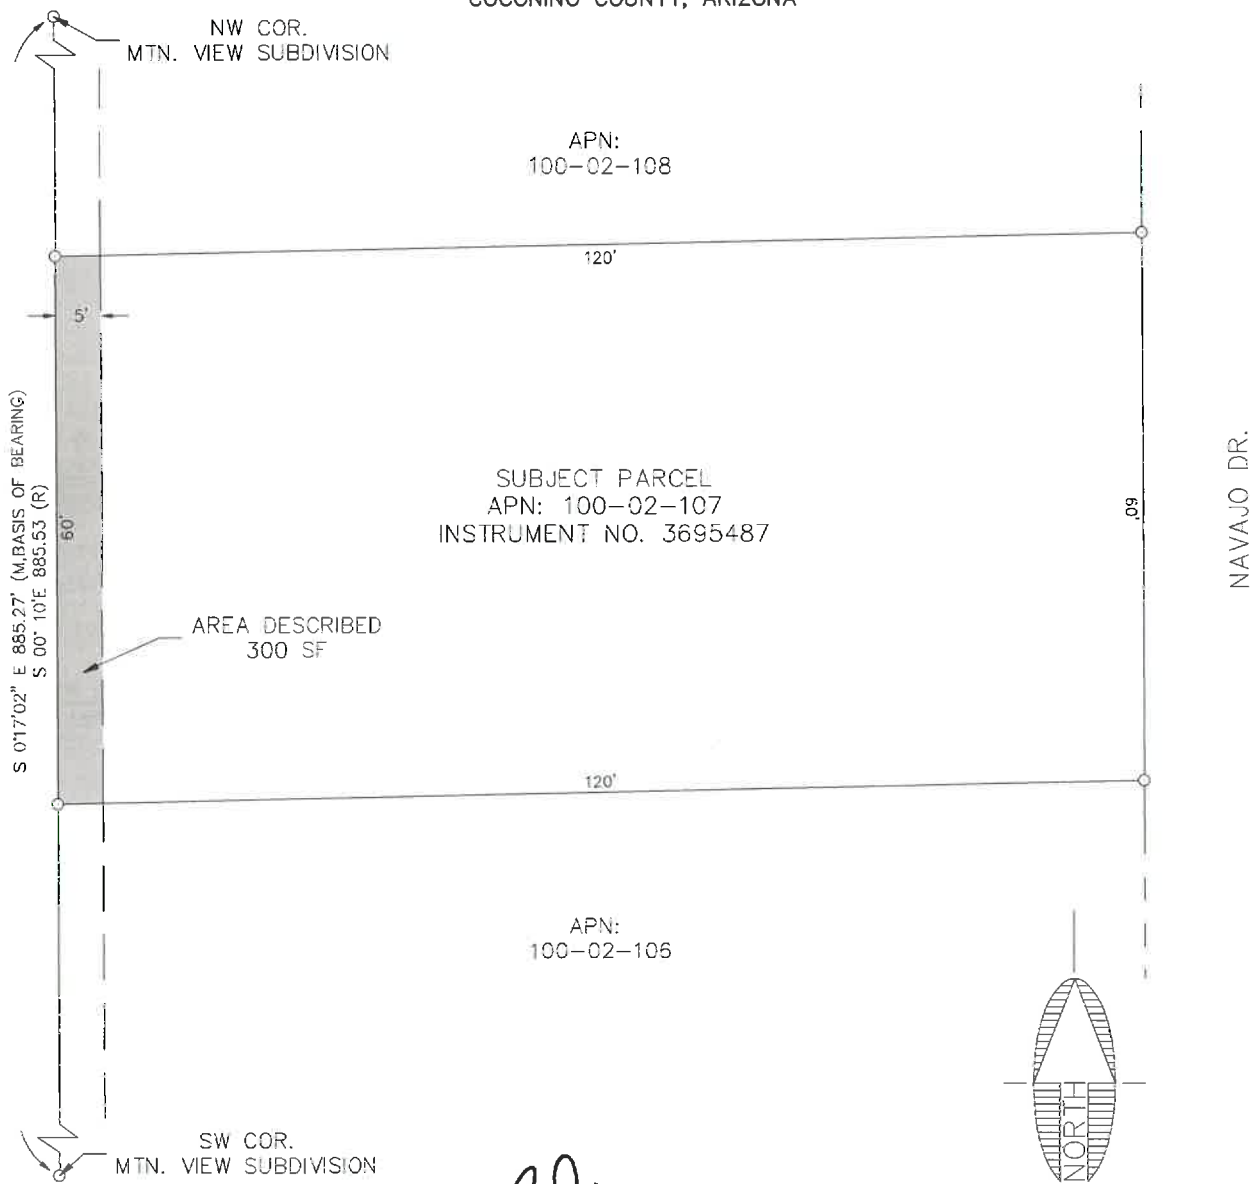 COCONINO COUNTY, ARIZONA
NW COR.
MTN. VIEW SUBDIVISION
APN:
100-02-108
120'
5'
S 0°17'02" E 885.27' (M,BASIS OF BEARING)
S 00° 10'E 885.53 (R)
60'
SUBJECT PARCEL
APN: 100-02-107
INSTRUMENT NO. 3695487
60'
NAVAJO DR.
AREA DESCRIBED
300 SF
120'
APN:
100-02-106
NORTH
SW COR.
MTN. VIEW SUBDIVISION